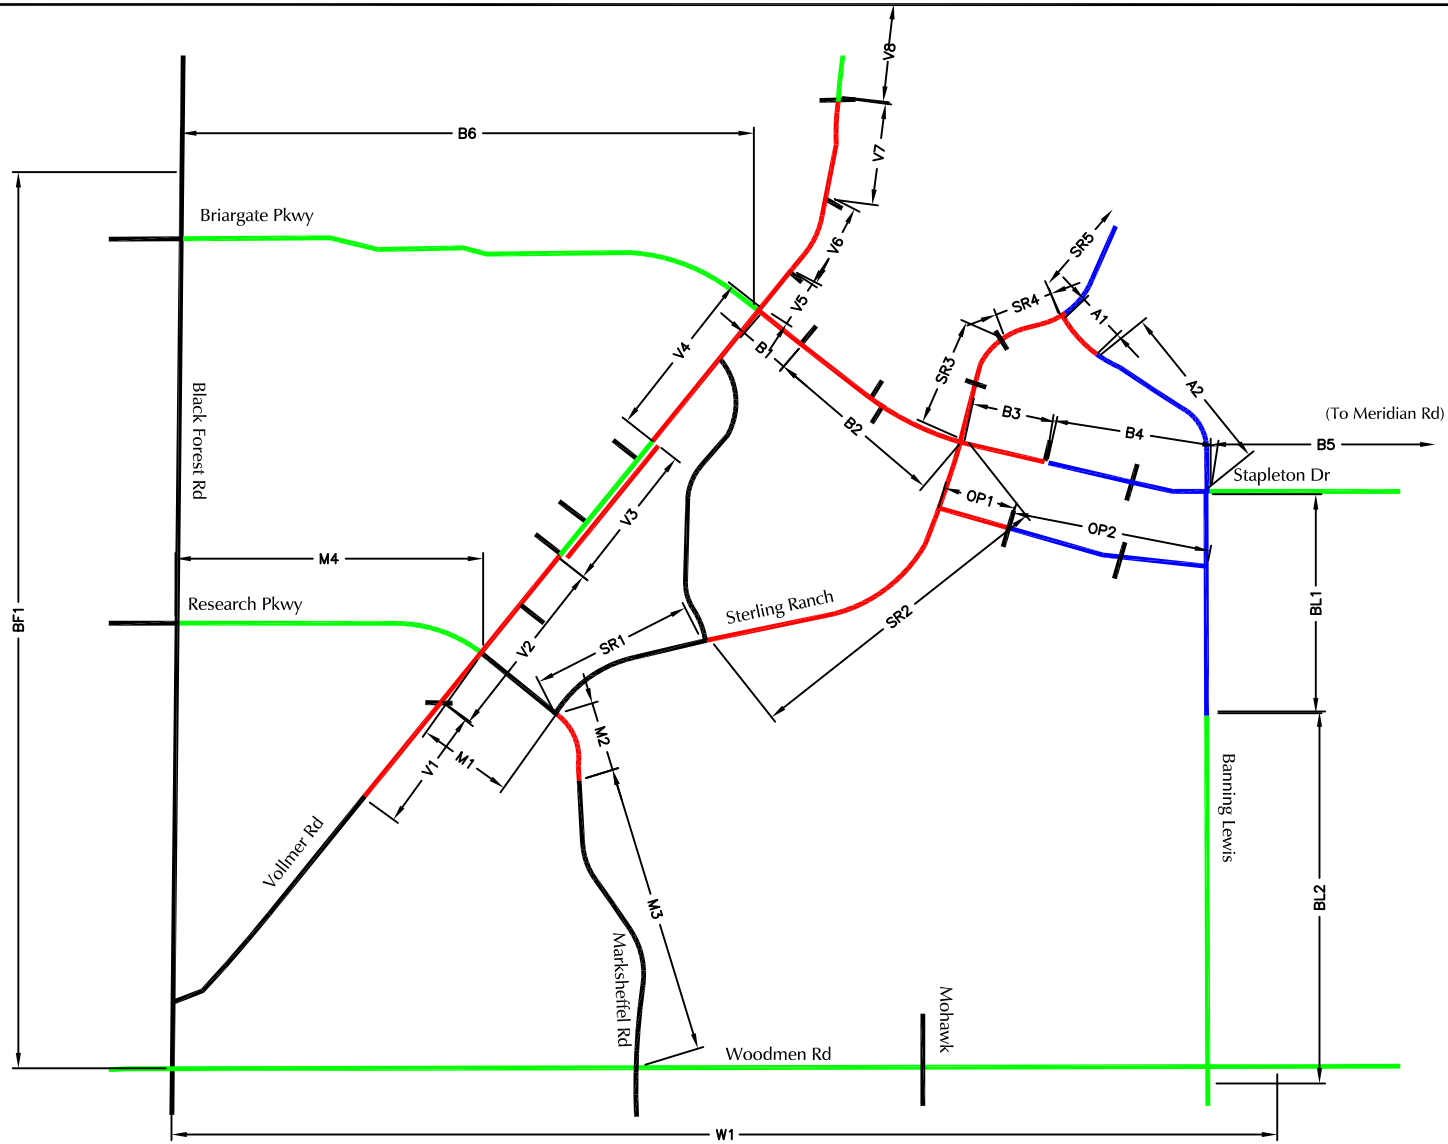 V8
B6
V7
Briargate Pkwy
V6
SR5
V5
SR4
A1
V4
B1
SR3
A2
Black Forest Rd
B2
B3
B4
(To Meridian Rd)
B5
Stapleton Dr
V3
OP1
OP2
M4
Research Pkwy
BF1
Sterling Ranch
SR2
BL1
SR1
V2
M2
M1
V1
Banning Lewis
Vollmer Rd
M3
BL2
Marksheffel Rd
Mohawk
Woodmen Rd
W1